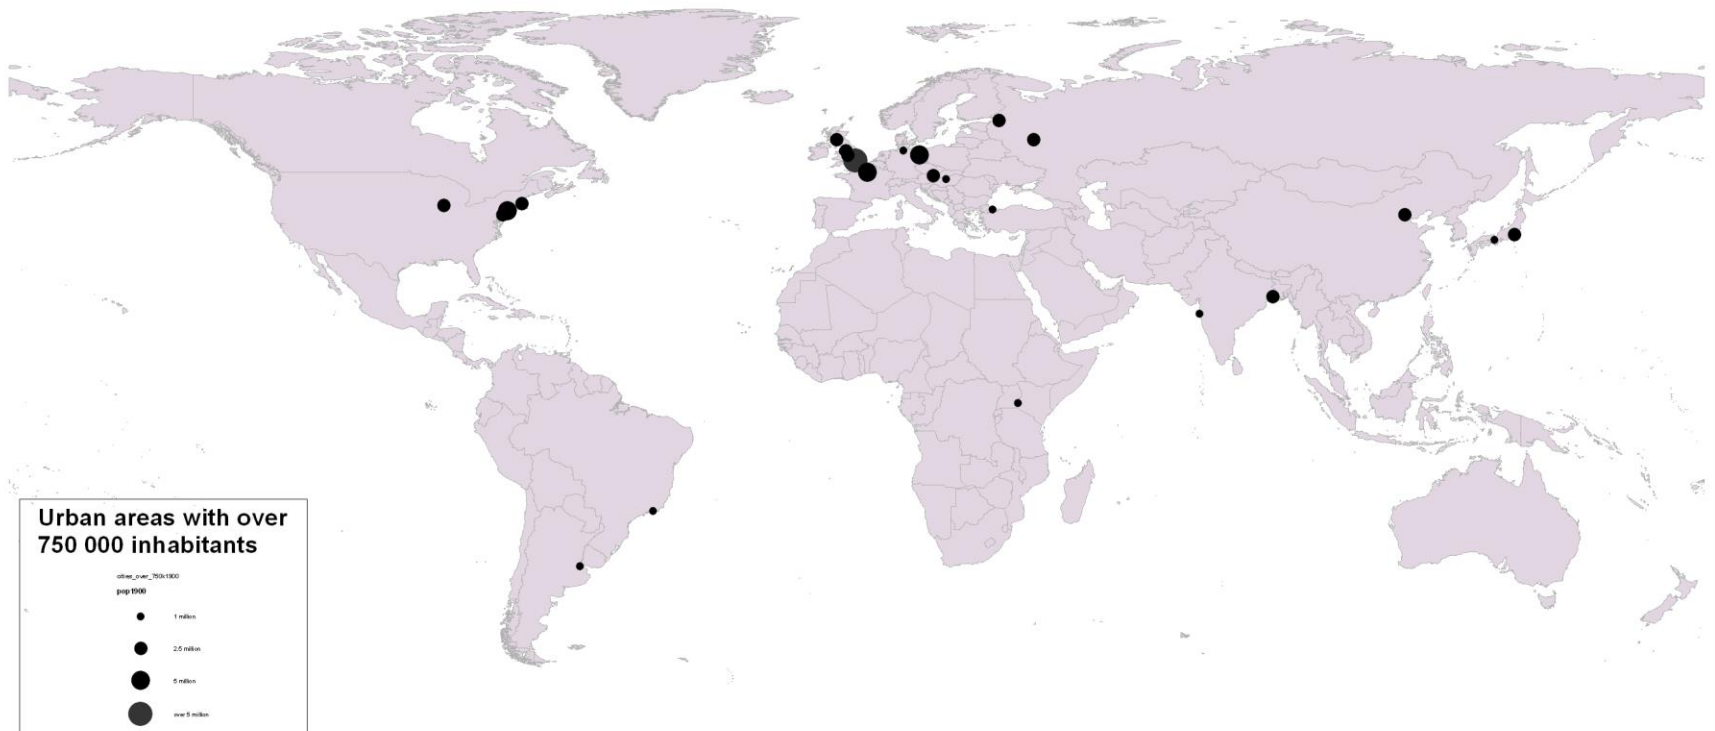 Urban areas with over
750 000 inhabitants
cities_over_750k1900
pop1900
1 million
2.5 million
5 million
over 5 million